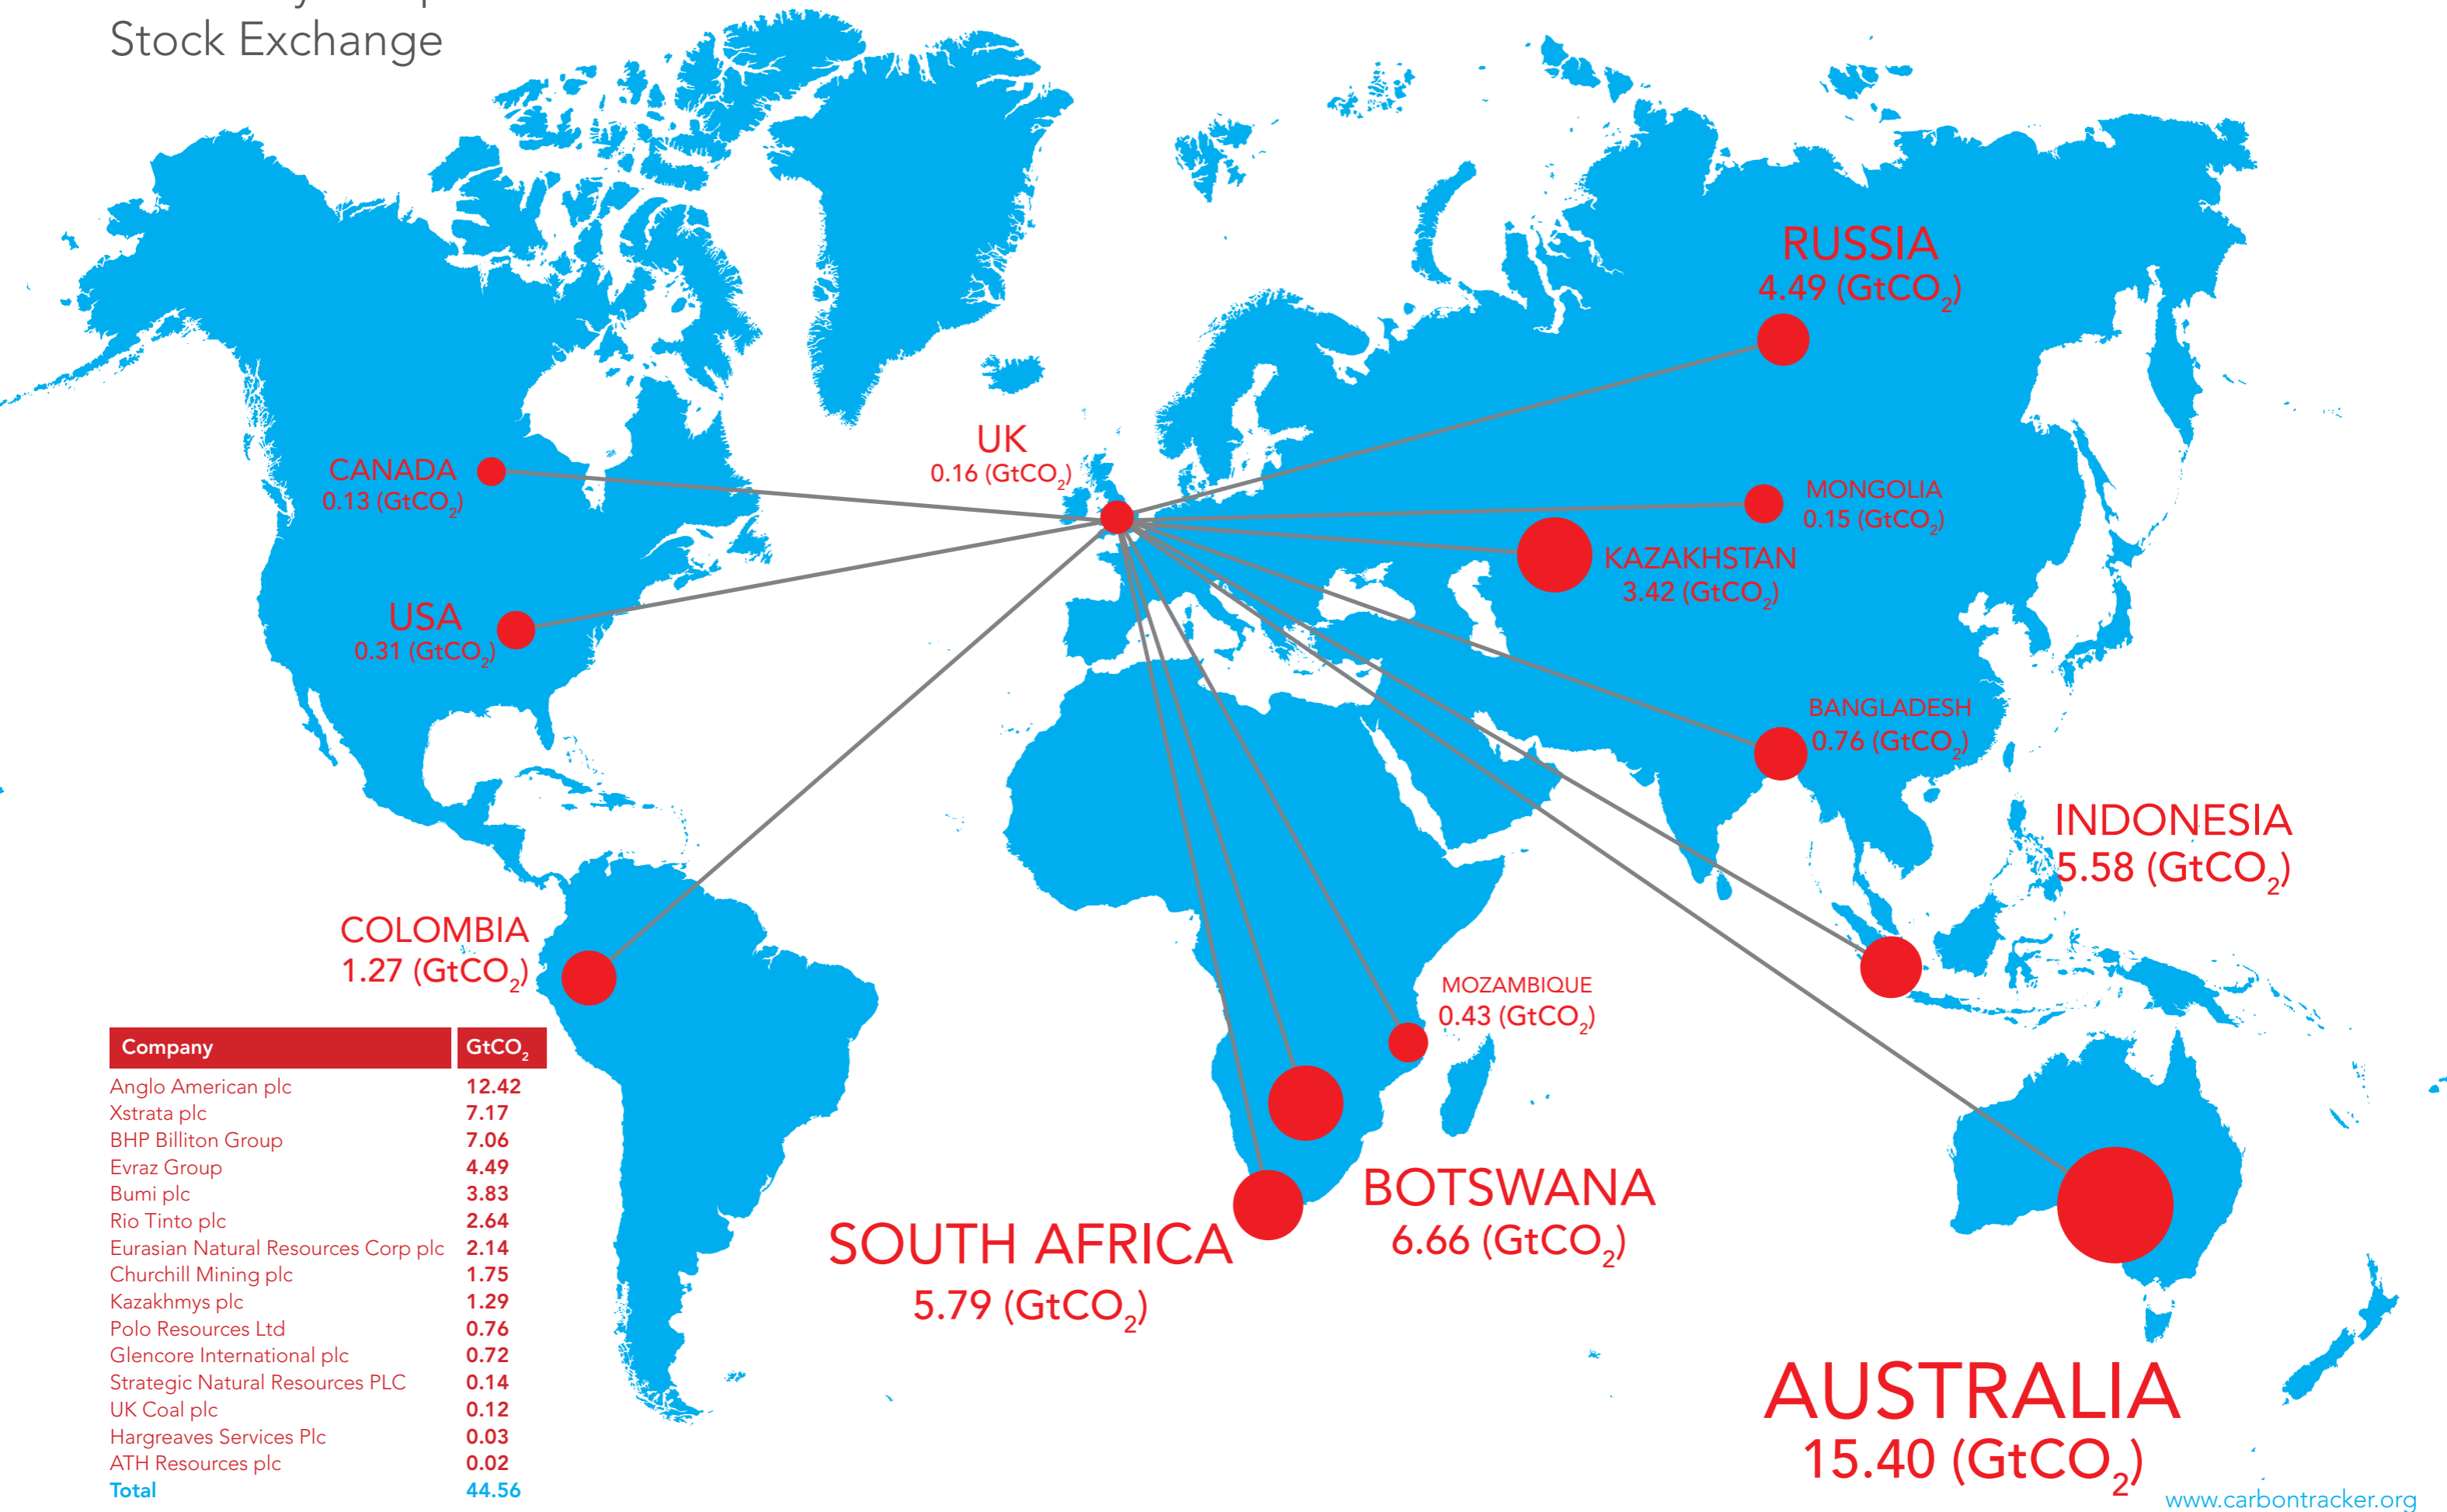 Stock Exchange
RUSSIA
4.49 (GtCO₂)
UK
0.16 (GtCO₂)
CANADA
0.13 (GtCO₂)
MONGOLIA
0.15 (GtCO₂)
KAZAKHSTAN
3.42 (GtCO₂)
USA
0.31 (GtCO₂)
BANGLADESH
0.76 (GtCO₂)
INDONESIA
5.58 (GtCO₂)
COLOMBIA
1.27 (GtCO₂)
MOZAMBIQUE
0.43 (GtCO₂)
BOTSWANA
6.66 (GtCO₂)
SOUTH AFRICA
5.79 (GtCO₂)
AUSTRALIA
15.40 (GtCO₂)
Company GtCO₂
Anglo American plc 12.42
Xstrata plc 7.17
BHP Billiton Group 7.06
Evraz Group 4.49
Bumi plc 3.83
Rio Tinto plc 2.64
Eurasian Natural Resources Corp plc 2.14
Churchill Mining plc 1.75
Kazakhmys plc 1.29
Polo Resources Ltd 0.76
Glencore International plc 0.72
Strategic Natural Resources PLC 0.14
UK Coal plc 0.12
Hargreaves Services Plc 0.03
ATH Resources plc 0.02
Total 44.56
www.carbontracker.org